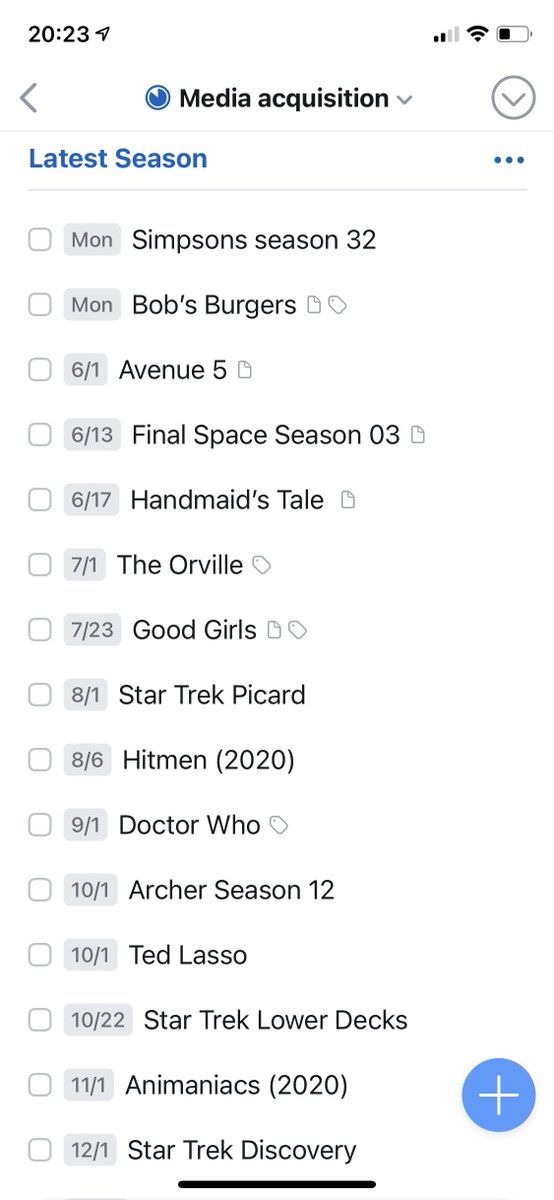 20:23
Media acquisition
Latest Season
Mon Simpsons season 32
Mon Bob’s Burgers
6/1 Avenue 5
6/13 Final Space Season 03
6/17 Handmaid’s Tale
7/1 The Orville
7/23 Good Girls
8/1 Star Trek Picard
8/6 Hitmen (2020)
9/1 Doctor Who
10/1 Archer Season 12
10/1 Ted Lasso
10/22 Star Trek Lower Decks
11/1 Animaniacs (2020)
12/1 Star Trek Discovery